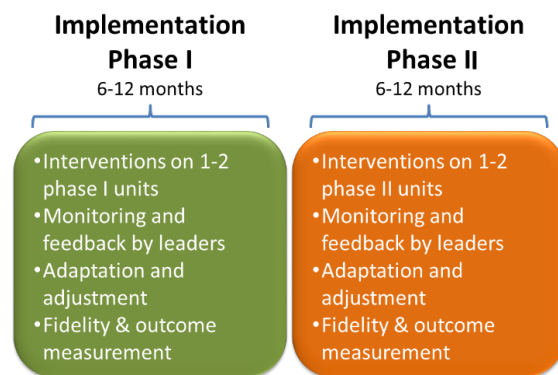 Implementation
Phase I
6-12 months
•Interventions on 1-2
phase I units
•Monitoring and
feedback by leaders
•Adaptation and
adjustment
•Fidelity & outcome
measurement
Implementation
Phase II
6-12 months
•Interventions on 1-2
phase II units
•Monitoring and
feedback by leaders
•Adaptation and
adjustment
•Fidelity & outcome
measurement